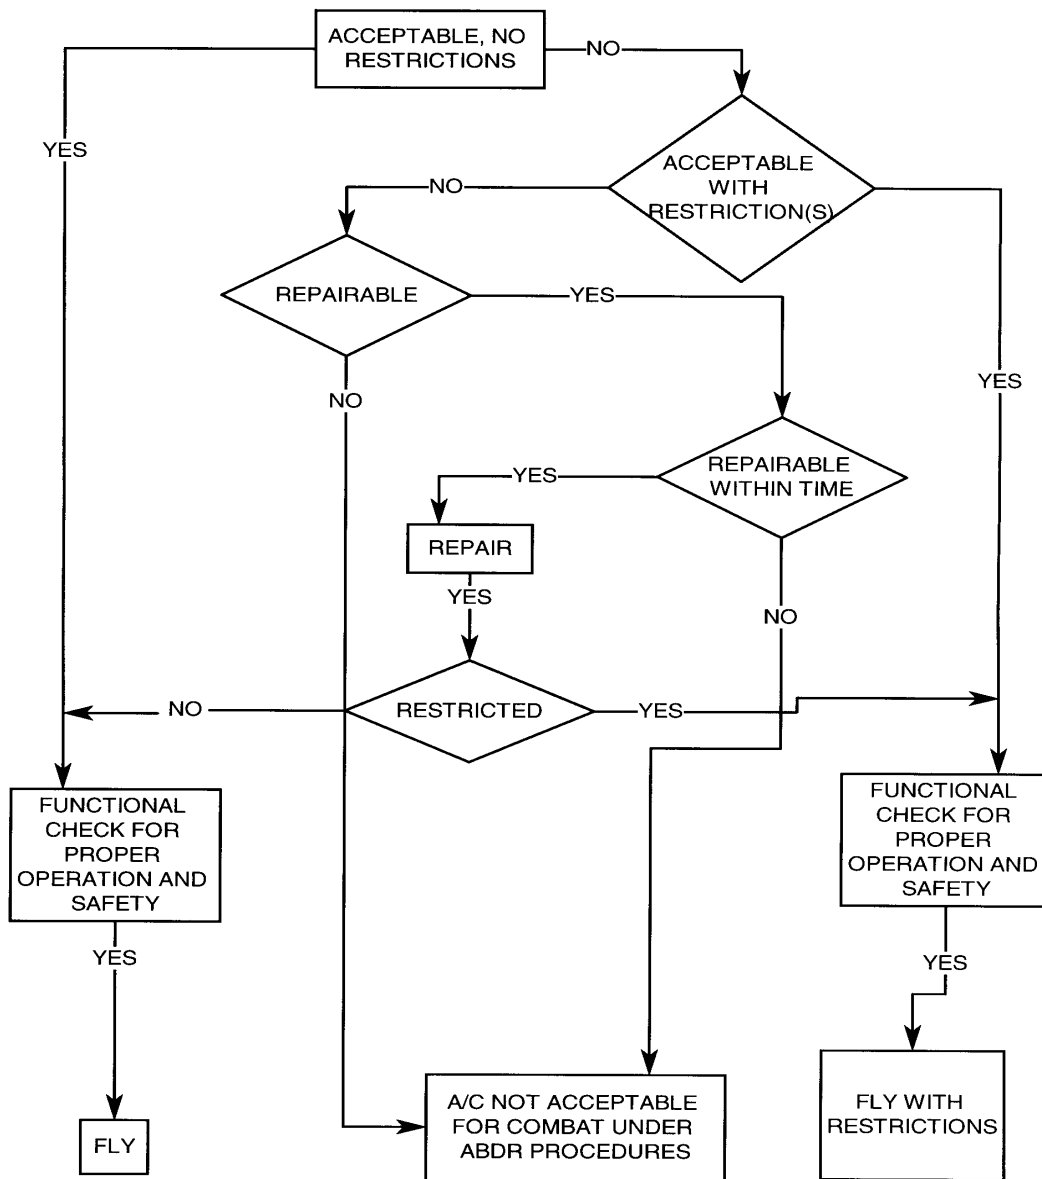 ACCEPTABLE, NO
RESTRICTIONS
NO
YES
ACCEPTABLE
WITH
RESTRICTION(S)
NO
REPAIRABLE
YES
YES
NO
REPAIRABLE
WITHIN TIME
YES
REPAIR
YES
NO
RESTRICTED
NO
YES
FUNCTIONAL
CHECK FOR
PROPER
OPERATION AND
SAFETY
FUNCTIONAL
CHECK FOR
PROPER
OPERATION AND
SAFETY
YES
YES
A/C NOT ACCEPTABLE
FOR COMBAT UNDER
ABDR PROCEDURES
FLY WITH
RESTRICTIONS
FLY